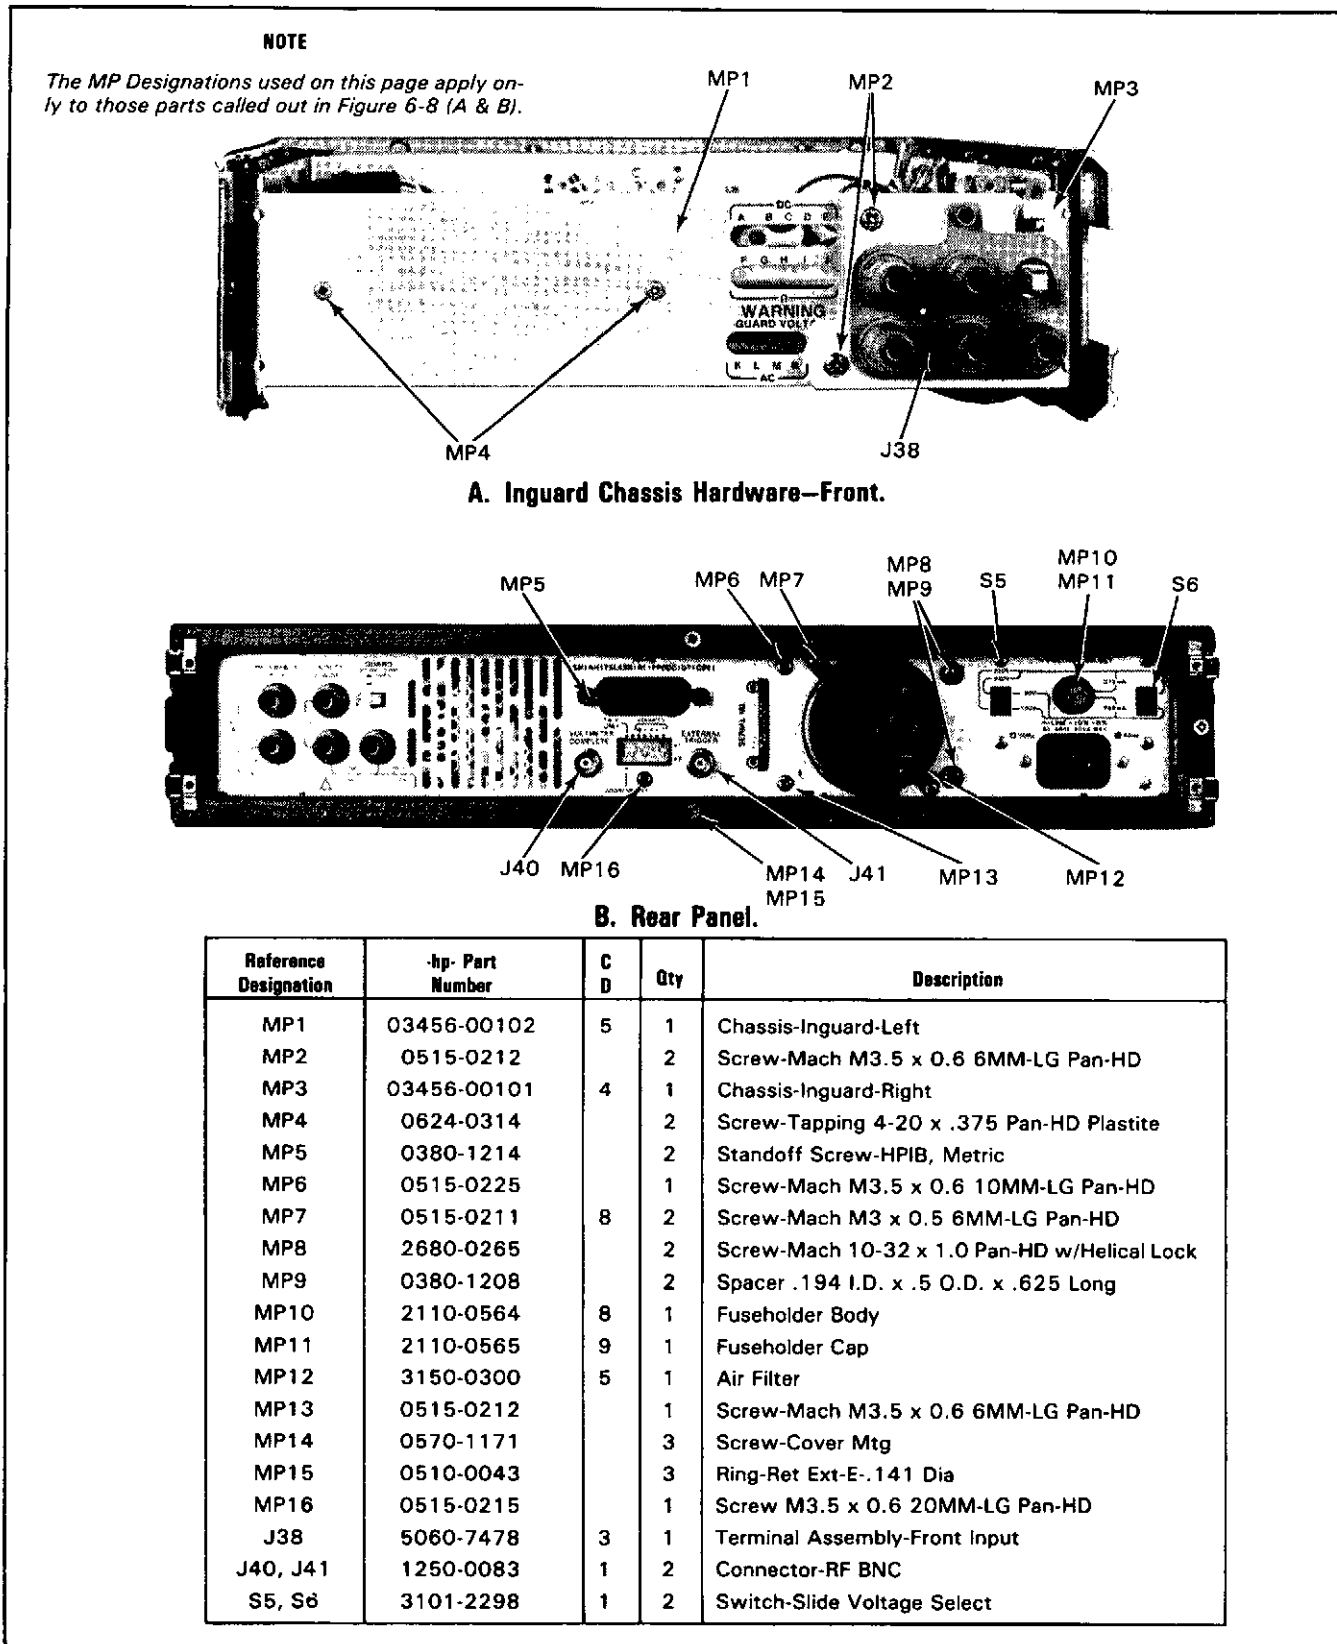 NOTE
The MP Designations used on this page apply on-
ly to those parts called out in Figure 6-8 (A & B).
MP1
MP2
MP3
DC
A B C D E
F G H I
Ω
WARNING
GUARD VOLT
K L M N
AC
MP4
J38
A. Inguard Chassis Hardware–Front.
MP5
MP6
MP7
MP8
MP9
S5
MP10
MP11
S6
GUARD
SERIAL NO.
VOLTMETER
COMPLETE
EXTERNAL
TRIGGER
J40
MP16
MP14
MP15
J41
MP13
MP12
B. Rear Panel.
Reference Designation | -hp- Part Number | C D | Qty | Description
MP1 03456-00102 5 1 Chassis-Inguard-Left
MP2 0515-0212 2 Screw-Mach M3.5 x 0.6 6MM-LG Pan-HD
MP3 03456-00101 4 1 Chassis-Inguard-Right
MP4 0624-0314 2 Screw-Tapping 4-20 x .375 Pan-HD Plastite
MP5 0380-1214 2 Standoff Screw-HPIB, Metric
MP6 0515-0225 1 Screw-Mach M3.5 x 0.6 10MM-LG Pan-HD
MP7 0515-0211 8 2 Screw-Mach M3 x 0.5 6MM-LG Pan-HD
MP8 2680-0265 2 Screw-Mach 10-32 x 1.0 Pan-HD w/Helical Lock
MP9 0380-1208 2 Spacer .194 I.D. x .5 O.D. x .625 Long
MP10 2110-0564 8 1 Fuseholder Body
MP11 2110-0565 9 1 Fuseholder Cap
MP12 3150-0300 5 1 Air Filter
MP13 0515-0212 1 Screw-Mach M3.5 x 0.6 6MM-LG Pan-HD
MP14 0570-1171 3 Screw-Cover Mtg
MP15 0510-0043 3 Ring-Ret Ext-E-.141 Dia
MP16 0515-0215 1 Screw M3.5 x 0.6 20MM-LG Pan-HD
J38 5060-7478 3 1 Terminal Assembly-Front Input
J40, J41 1250-0083 1 2 Connector-RF BNC
S5, S6 3101-2298 1 2 Switch-Slide Voltage Select